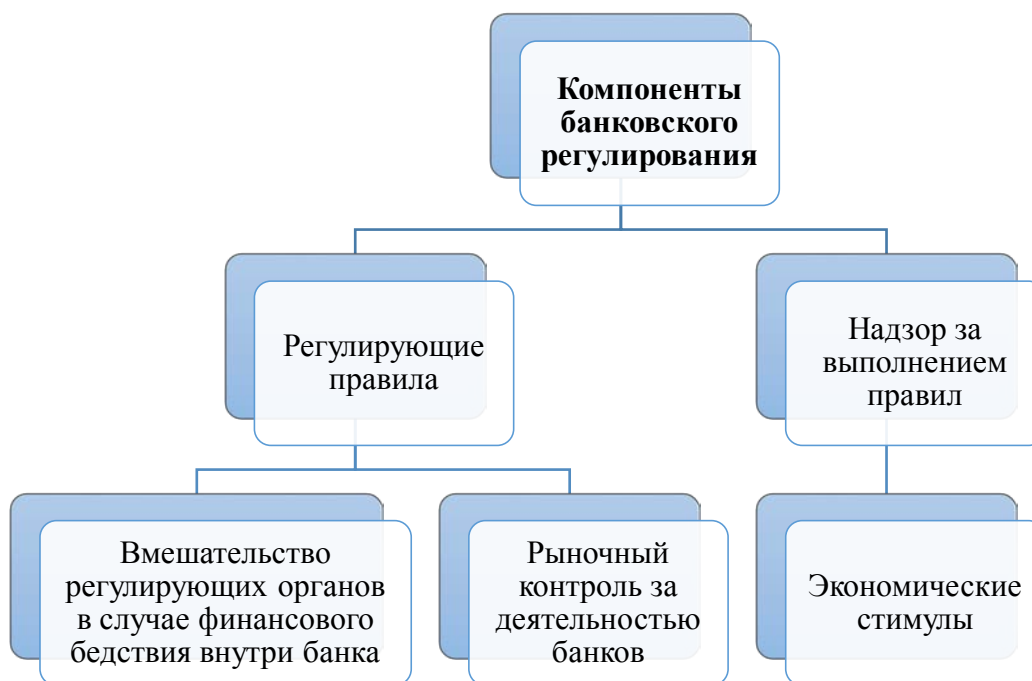 Компоненты
банковского
регулирования
Регулирующие
правила
Надзор за
выполнением
правил
Вмешательство
регулирующих органов
в случае финансового
бедствия внутри банка
Рыночный
контроль за
деятельностью
банков
Экономические
стимулы